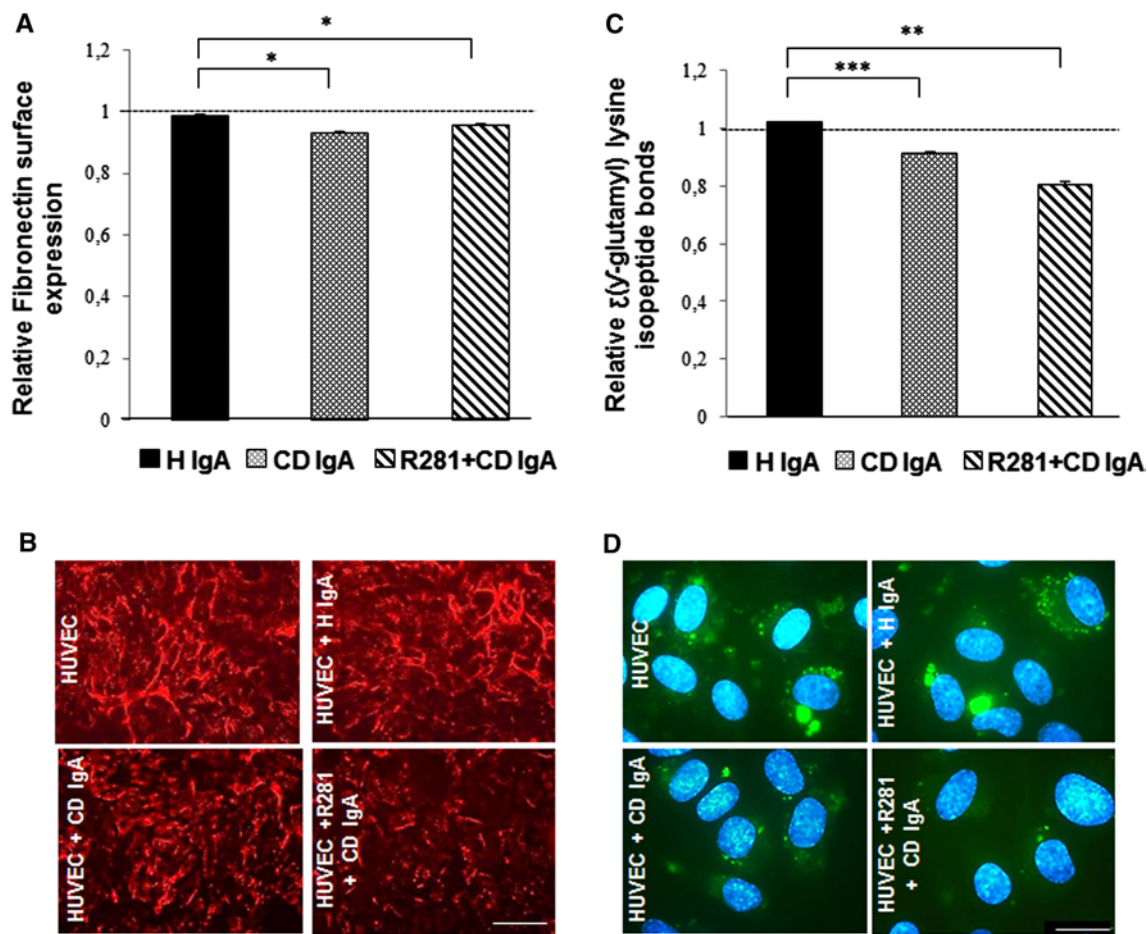 A
Relative Fibronectin surface
expression
1,2
1
0,8
0,6
0,4
0,2
0
*
*
H IgA CD IgA R281+CD IgA
C
Relative ξ(γ-glutamyl) lysine
isopeptide bonds
1,2
1
0,8
0,6
0,4
0,2
0
**
***
H IgA CD IgA R281+CD IgA
B
HUVEC
HUVEC + H IgA
HUVEC + CD IgA
HUVEC +R281
+ CD IgA
D
HUVEC
HUVEC + H IgA
HUVEC + CD IgA
HUVEC +R281
+ CD IgA